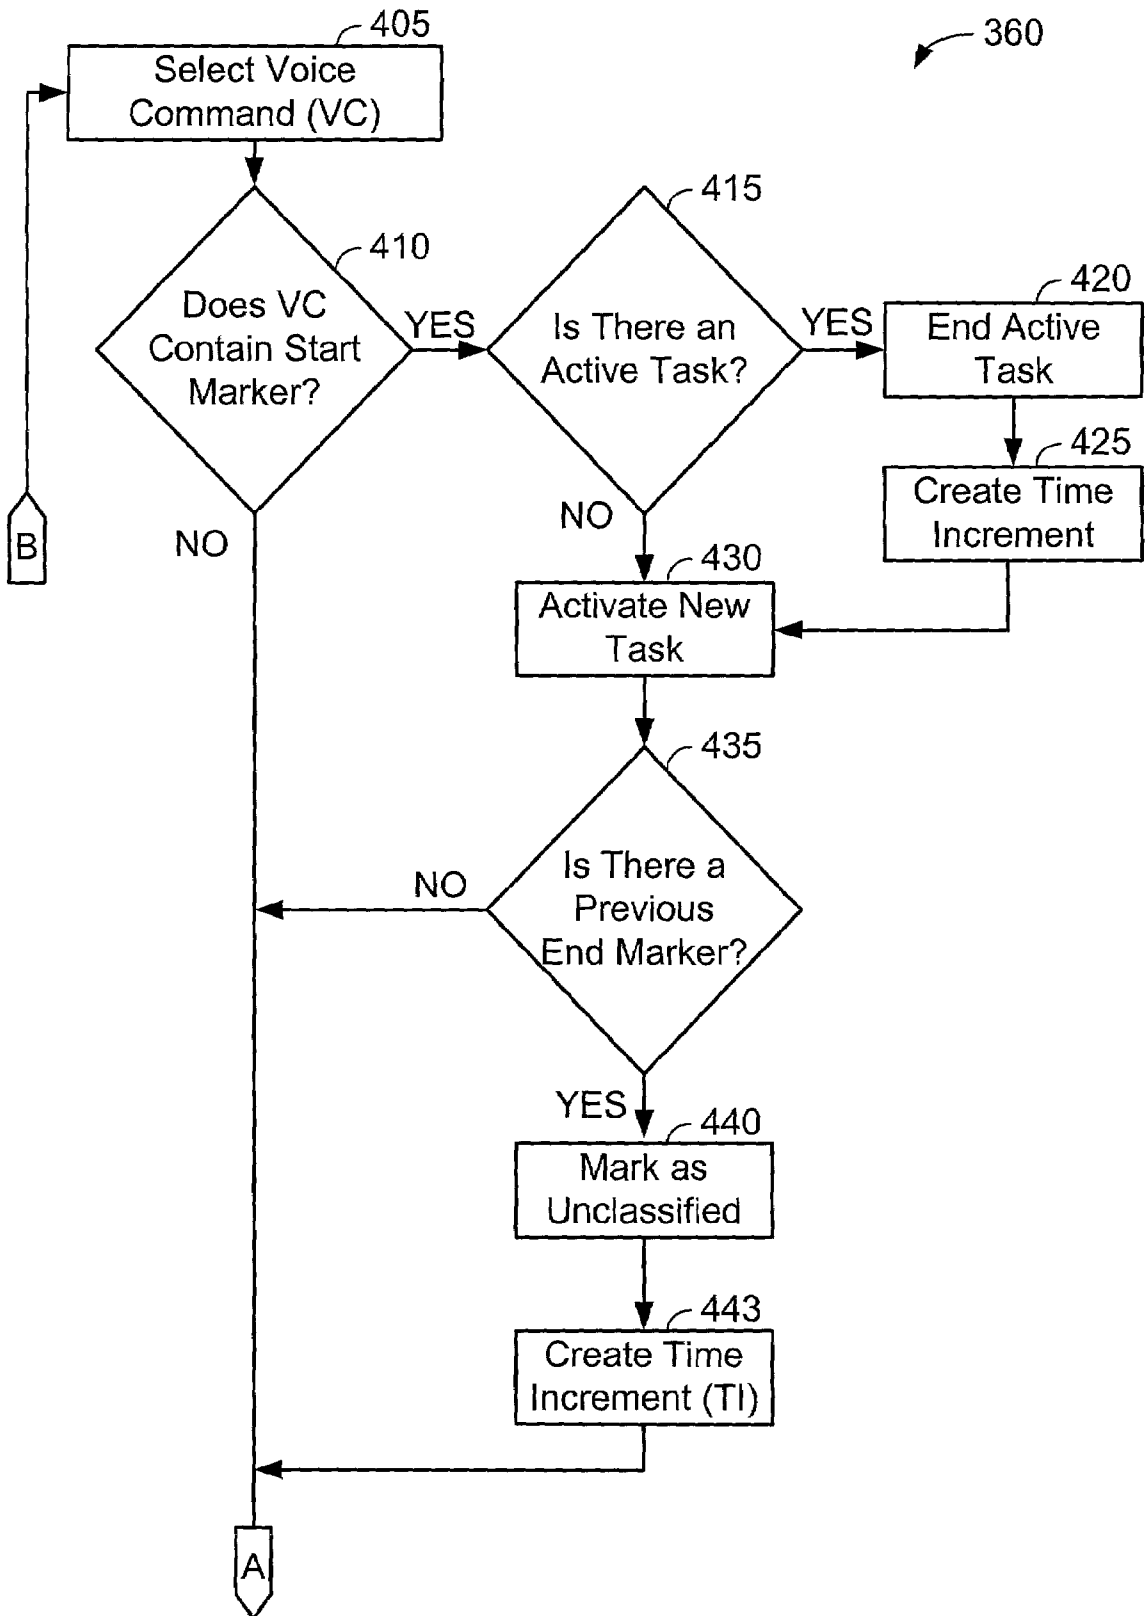 405
360
Select Voice
Command (VC)
415
410
420
Does VC
Contain Start
Marker?
YES
Is There an
Active Task?
YES
End Active
Task
425
Create Time
Increment
B
NO
NO
430
Activate New
Task
435
Is There a
Previous
End Marker?
NO
YES
440
Mark as
Unclassified
443
Create Time
Increment (TI)
A